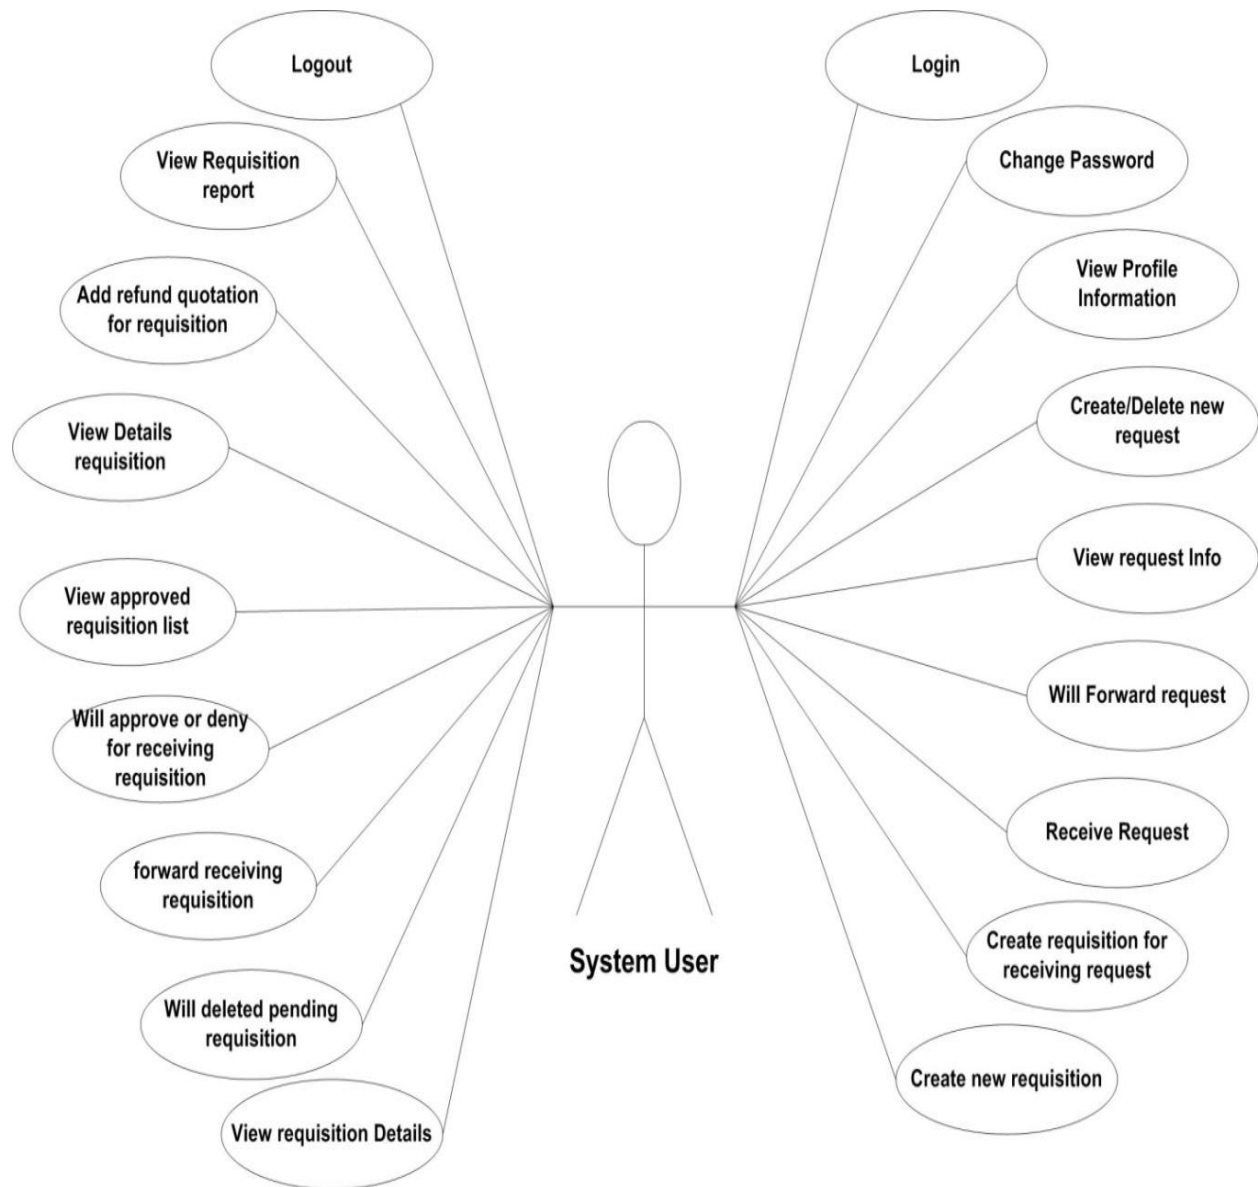 Logout
Login
View Requisition
report
Change Password
Add refund quotation
for requisition
View Profile
Information
View Details
requisition
Create/Delete new
request
View approved
requisition list
View request Info
Will approve or deny
for receiving
requisition
Will Forward request
forward receiving
requisition
Receive Request
System User
Create requisition for
receiving request
Will deleted pending
requisition
Create new requisition
View requisition Details